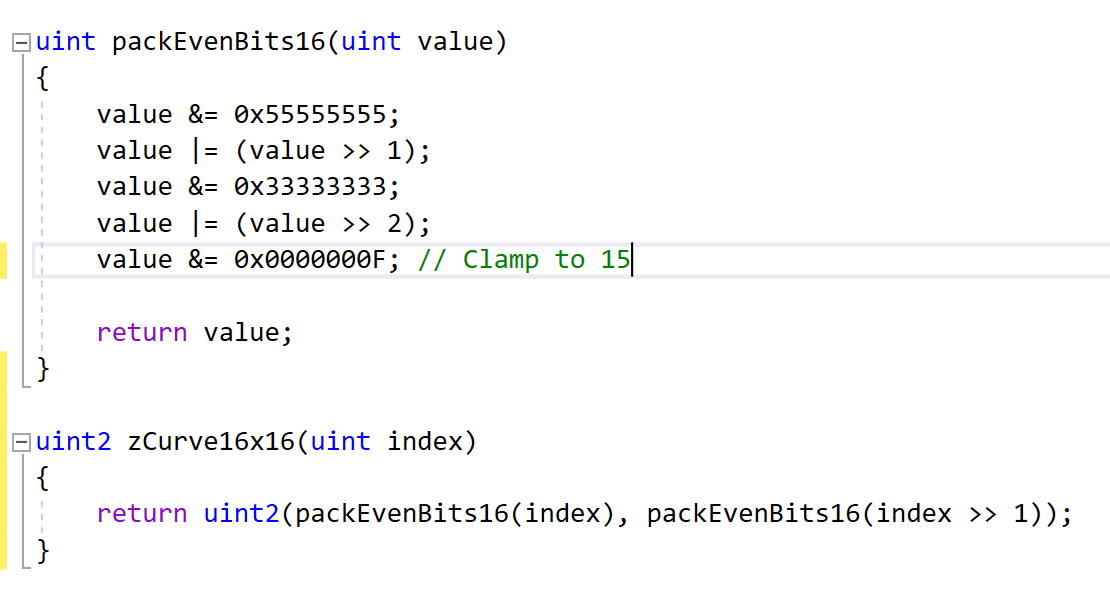 uint packEvenBits16(uint value)
{
    value &= 0x55555555;
    value |= (value >> 1);
    value &= 0x33333333;
    value |= (value >> 2);
    value &= 0x0000000F; // Clamp to 15
    return value;
}
uint2 zCurve16x16(uint index)
{
    return uint2(packEvenBits16(index), packEvenBits16(index >> 1));
}